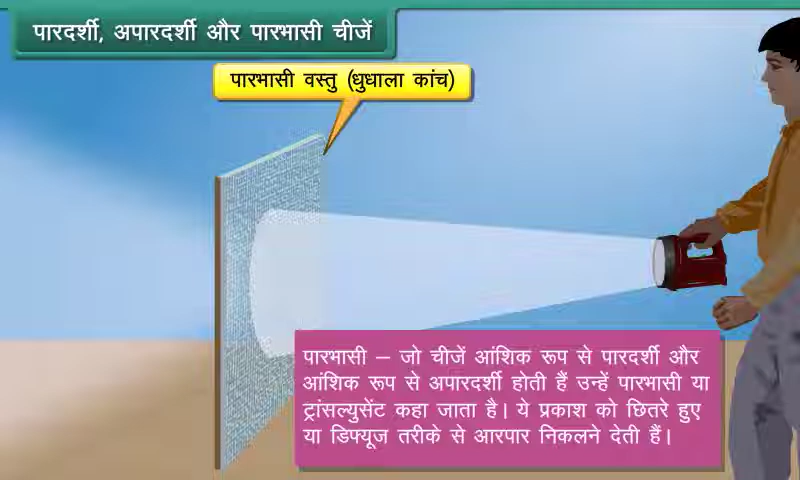 पारदर्शी, अपारदर्शी और पारभासी चीजें
पारभासी वस्तु (धुधाला कांच)
पारभासी – जो चीजें आंशिक रूप से पारदर्शी और
आंशिक रूप से अपारदर्शी होती हैं उन्हें पारभासी या
ट्रांसल्युसेंट कहा जाता है। ये प्रकाश को छितरे हुए
या डिफ्यूज तरीके से आरपार निकलने देती हैं।